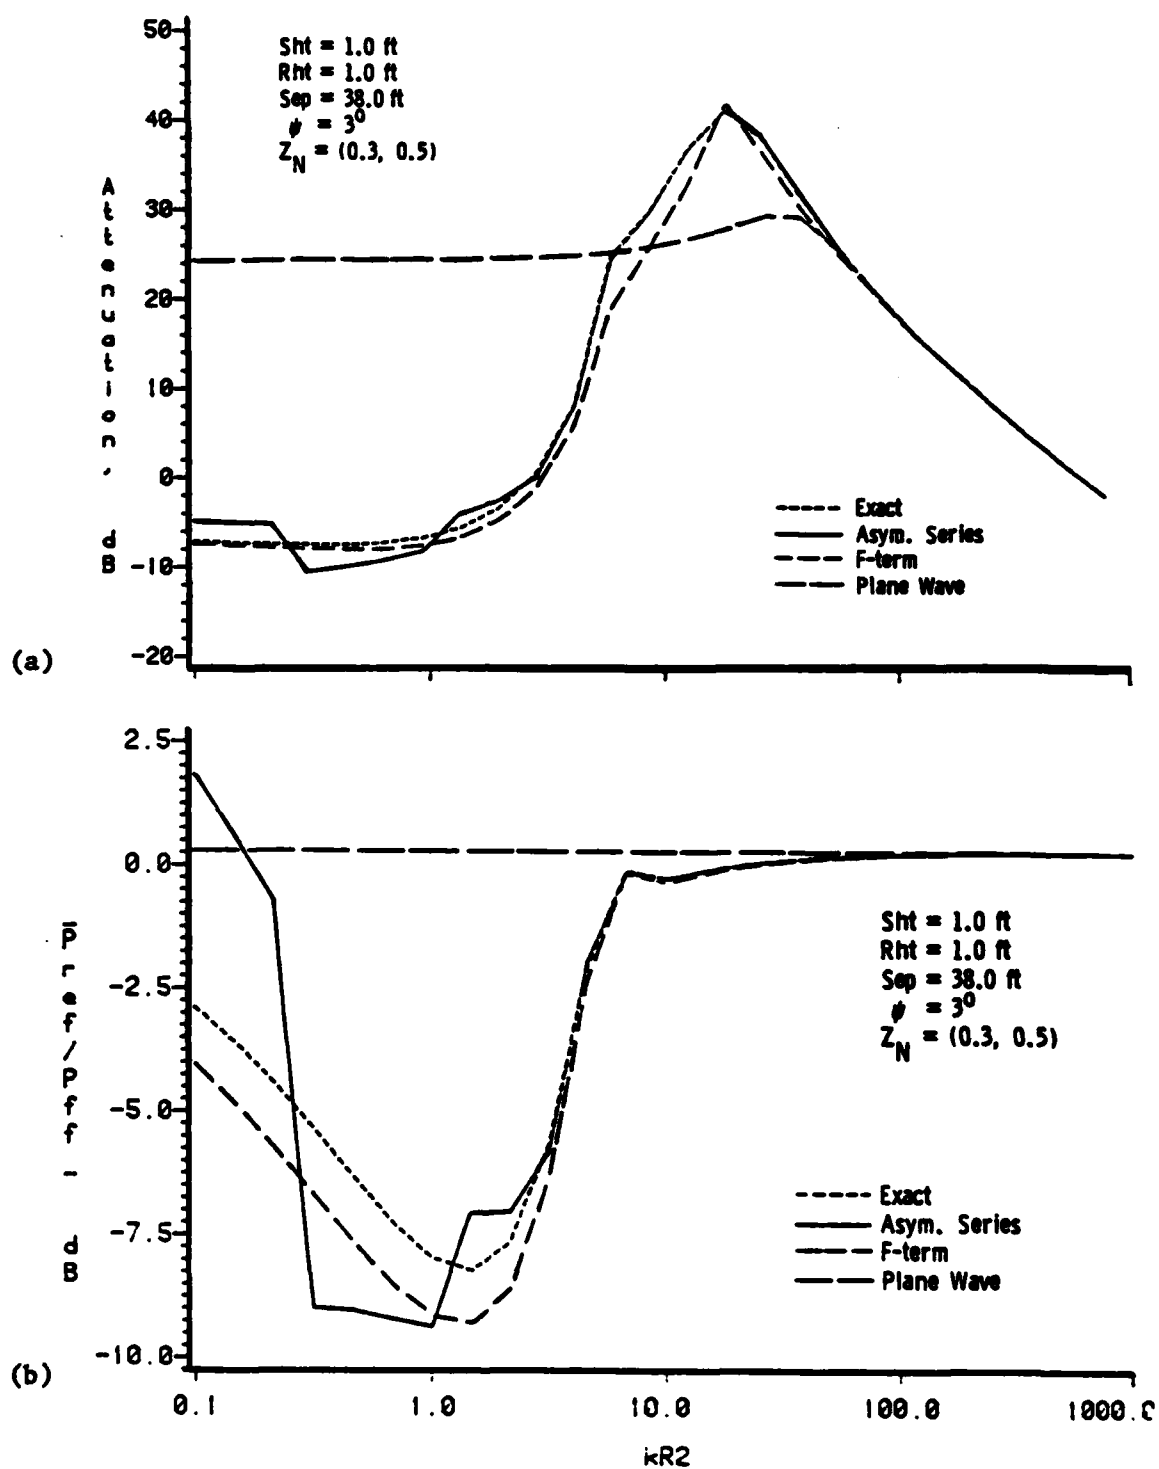 50
40
30
20
10
0
-10
-20
Attenuation, dB
Sht = 1.0 ft
Rht = 1.0 ft
Sep = 38.0 ft
ψ = 3⁰
Z_N = (0.3, 0.5)
Exact
Asym. Series
F-term
Plane Wave
(a)
2.5
0.0
-2.5
-5.0
-7.5
-10.0
P̅ref/Pff - dB
Sht = 1.0 ft
Rht = 1.0 ft
Sep = 38.0 ft
ψ = 3⁰
Z_N = (0.3, 0.5)
Exact
Asym. Series
F-term
Plane Wave
(b)
0.1 1.0 10.0 100.0 1000.0
kR2